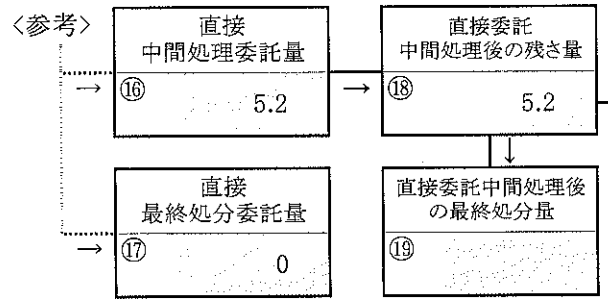 〈参考〉
直接
中間処理委託量
⑯
5.2
→
→
直接委託
中間処理後の残さ量
⑱
5.2
↓
直接
最終処分委託量
⑰
0
→
直接委託中間処理後
の最終処分量
⑲